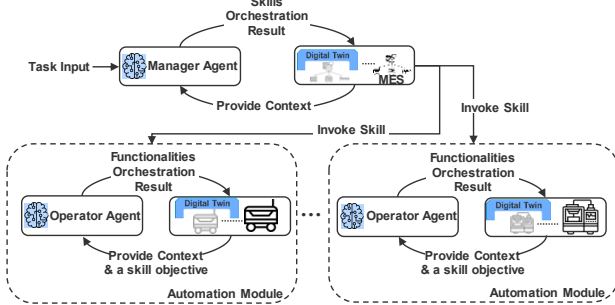 Skills
Orchestration
Result
Digital Twin
Task Input
Manager Agent
MES
Provide Context
Invoke Skill
Invoke Skill
Functionalities
Orchestration
Result
Digital Twin
Operator Agent
Provide Context
& a skill objective
Automation Module
Functionalities
Orchestration
Result
Digital Twin
Operator Agent
Provide Context
& a skill objective
Automation Module